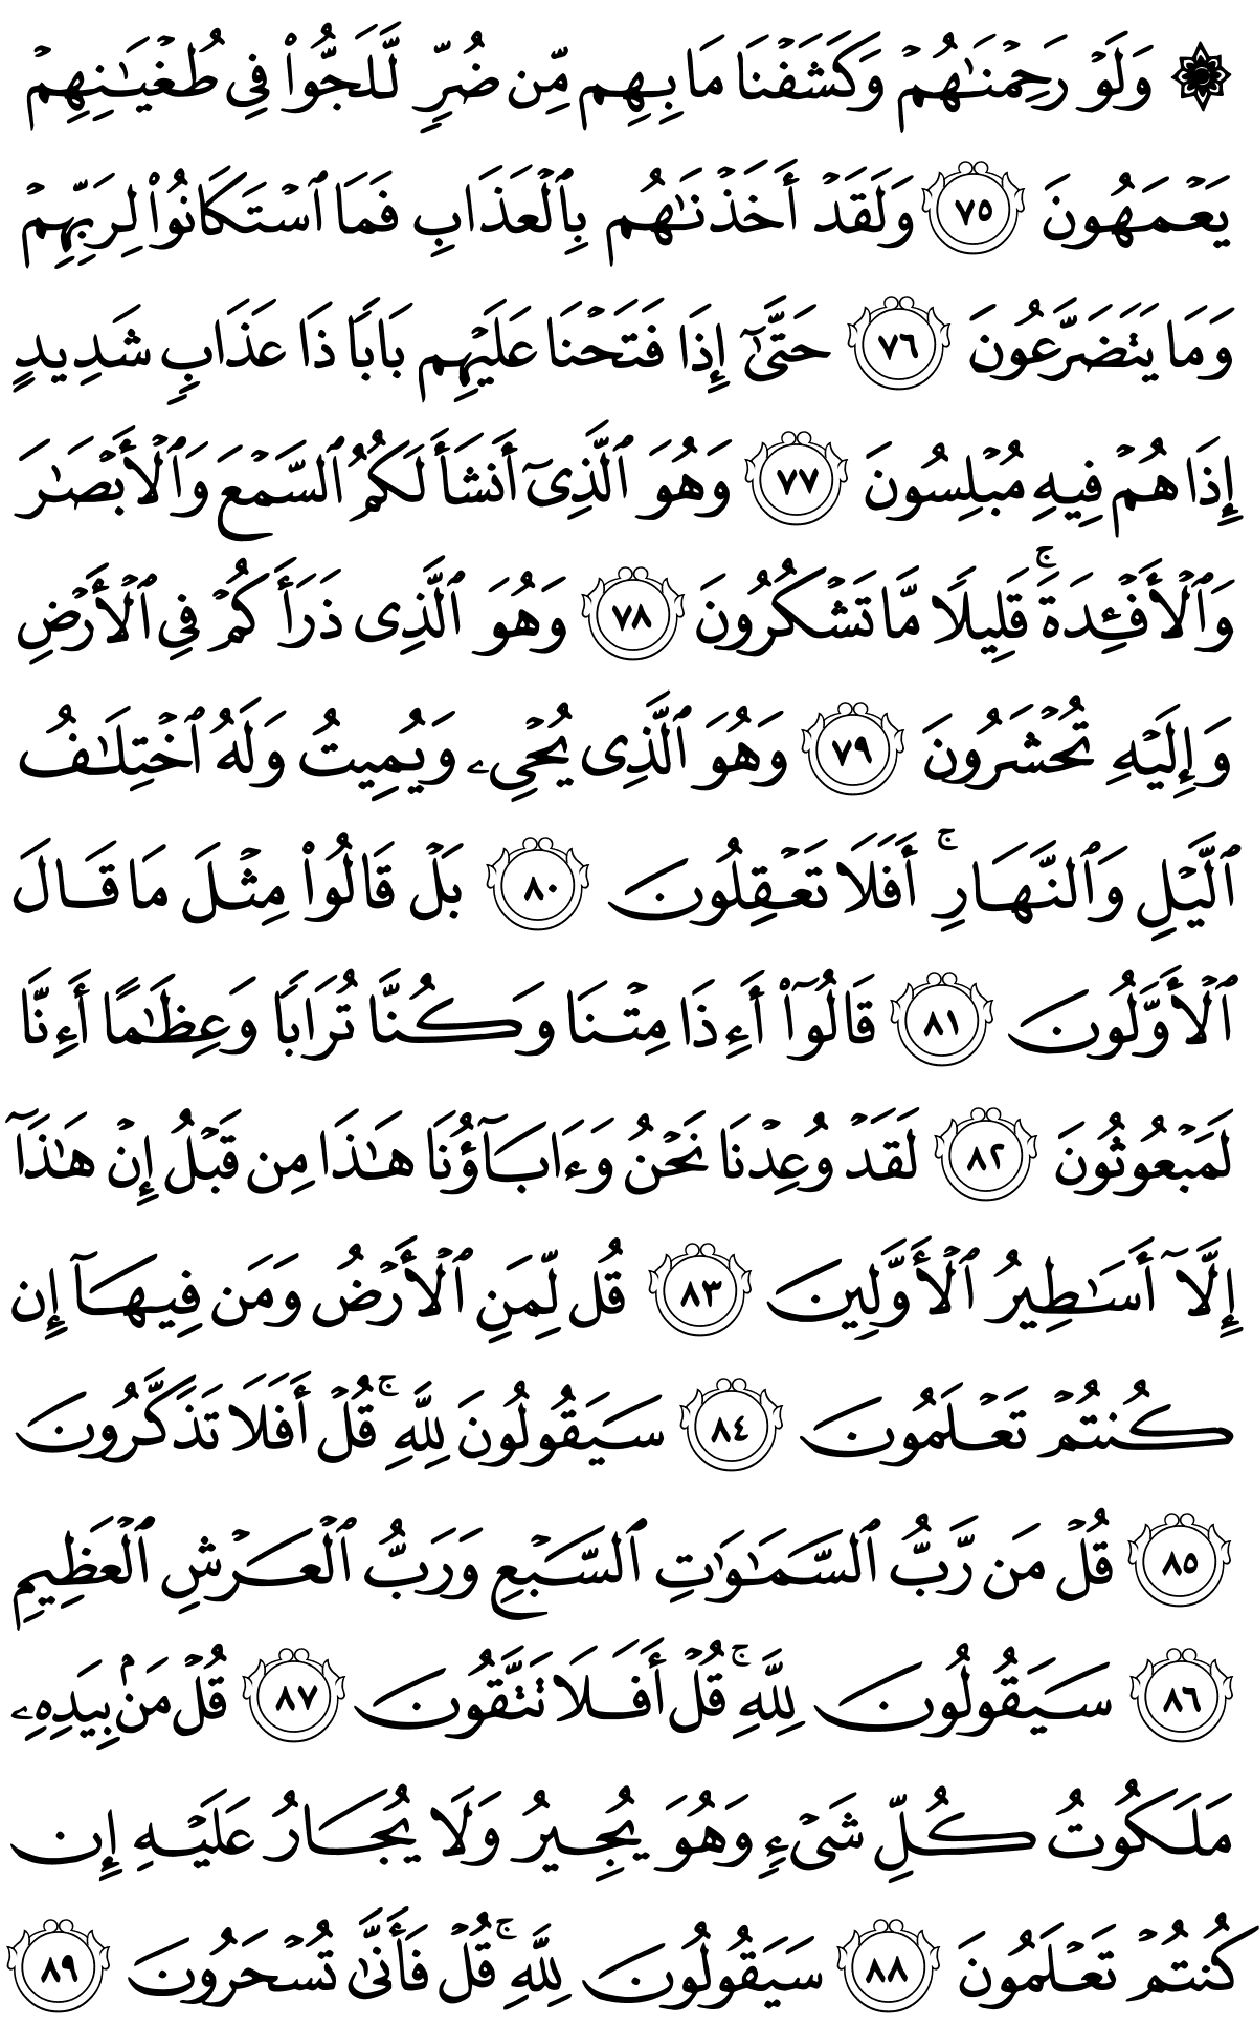 ۞ وَلَوۡ رَحِمۡنَٰهُمۡ وَكَشَفۡنَا مَا بِهِم مِّن ضُرّٖ لَّلَجُّواْ فِي طُغۡيَٰنِهِمۡ
يَعۡمَهُونَ ٧٥ وَلَقَدۡ أَخَذۡنَٰهُم بِٱلۡعَذَابِ فَمَا ٱسۡتَكَانُواْ لِرَبِّهِمۡ
وَمَا يَتَضَرَّعُونَ ٧٦ حَتَّىٰٓ إِذَا فَتَحۡنَا عَلَيۡهِم بَابٗا ذَا عَذَابٖ شَدِيدٍ
إِذَا هُمۡ فِيهِ مُبۡلِسُونَ ٧٧ وَهُوَ ٱلَّذِيٓ أَنشَأَ لَكُمُ ٱلسَّمۡعَ وَٱلۡأَبۡصَٰرَ
وَٱلۡأَفۡـِٔدَةَۚ قَلِيلٗا مَّا تَشۡكُرُونَ ٧٨ وَهُوَ ٱلَّذِي ذَرَأَكُمۡ فِي ٱلۡأَرۡضِ
وَإِلَيۡهِ تُحۡشَرُونَ ٧٩ وَهُوَ ٱلَّذِي يُحۡيِۦ وَيُمِيتُ وَلَهُ ٱخۡتِلَٰفُ
ٱلَّيۡلِ وَٱلنَّهَارِۚ أَفَلَا تَعۡقِلُونَ ٨٠ بَلۡ قَالُواْ مِثۡلَ مَا قَالَ
ٱلۡأَوَّلُونَ ٨١ قَالُوٓاْ أَءِذَا مِتۡنَا وَكُنَّا تُرَابٗا وَعِظَٰمًا أَءِنَّا
لَمَبۡعُوثُونَ ٨٢ لَقَدۡ وُعِدۡنَا نَحۡنُ وَءَابَآؤُنَا هَٰذَا مِن قَبۡلُ إِنۡ هَٰذَآ
إِلَّآ أَسَٰطِيرُ ٱلۡأَوَّلِينَ ٨٣ قُل لِّمَنِ ٱلۡأَرۡضُ وَمَن فِيهَآ إِن
كُنتُمۡ تَعۡلَمُونَ ٨٤ سَيَقُولُونَ لِلَّهِۚ قُلۡ أَفَلَا تَذَكَّرُونَ
٨٥ قُلۡ مَن رَّبُّ ٱلسَّمَٰوَٰتِ ٱلسَّبۡعِ وَرَبُّ ٱلۡعَرۡشِ ٱلۡعَظِيمِ
٨٦ سَيَقُولُونَ لِلَّهِۚ قُلۡ أَفَلَا تَتَّقُونَ ٨٧ قُلۡ مَنۢ بِيَدِهِۦ
مَلَكُوتُ كُلِّ شَيۡءٖ وَهُوَ يُجِيرُ وَلَا يُجَارُ عَلَيۡهِ إِن
كُنتُمۡ تَعۡلَمُونَ ٨٨ سَيَقُولُونَ لِلَّهِۚ قُلۡ فَأَنَّىٰ تُسۡحَرُونَ ٨٩